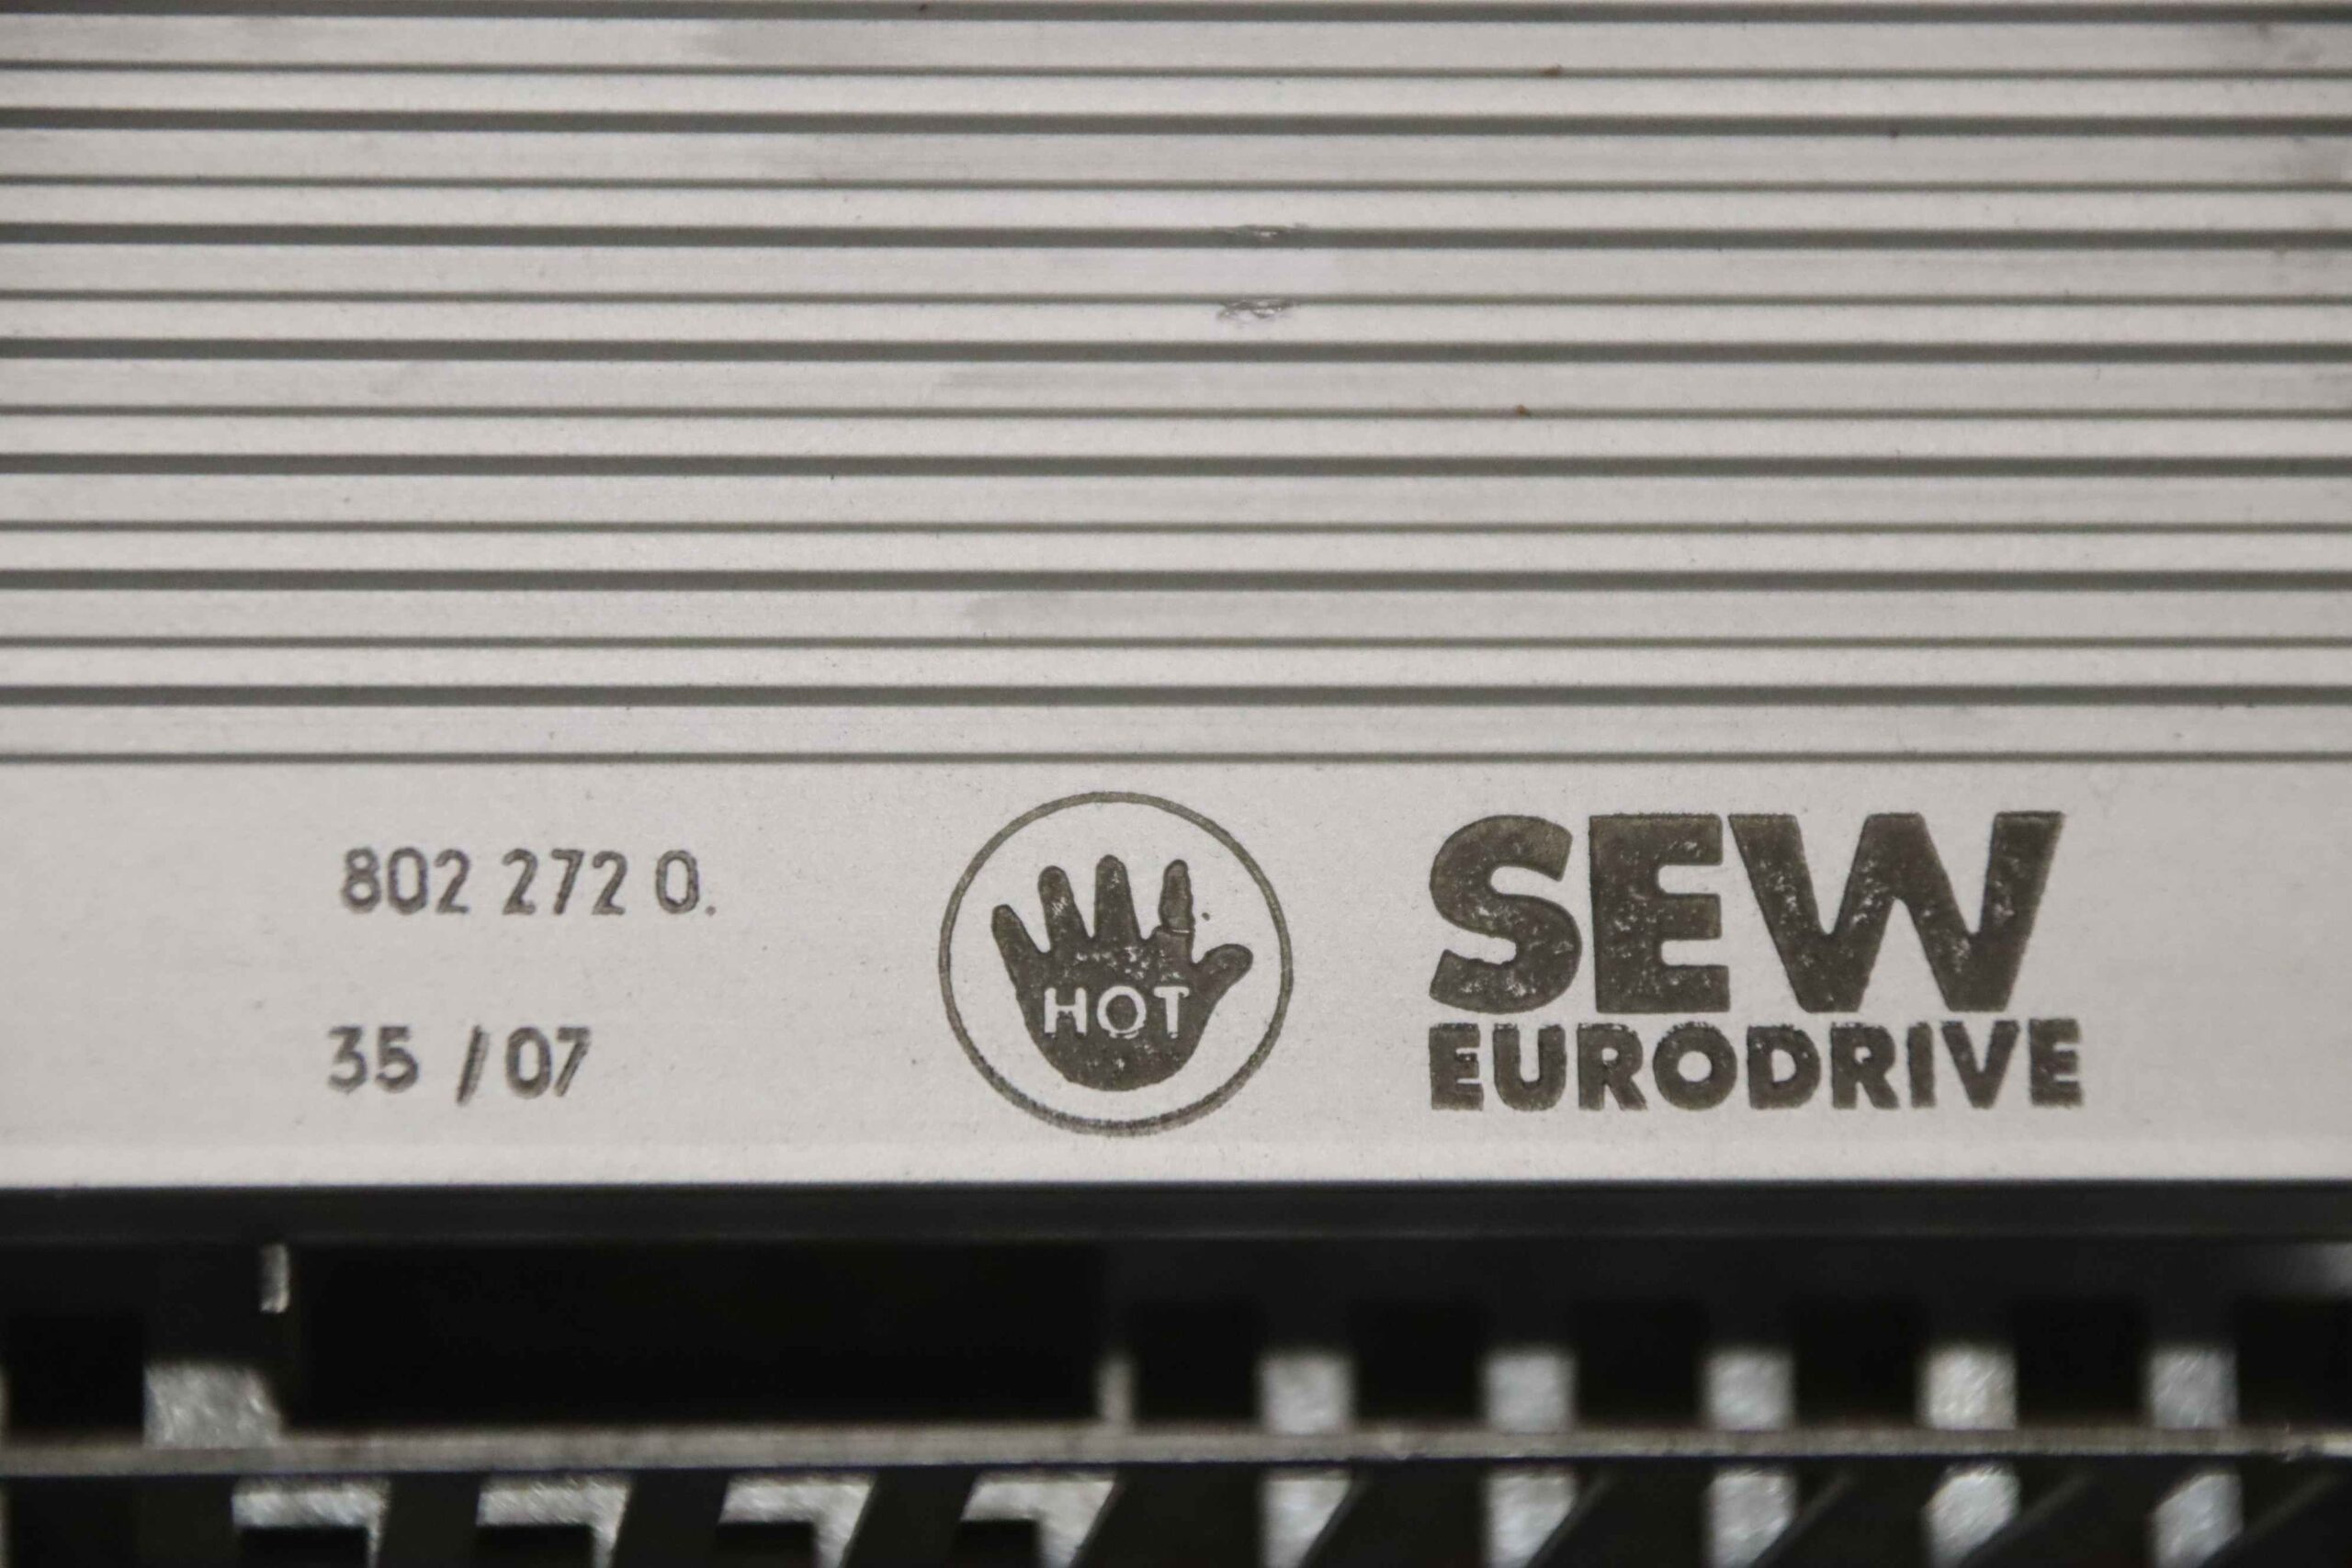 802 272 0.
35 / 07
HOT
SEW
EURODRIVE